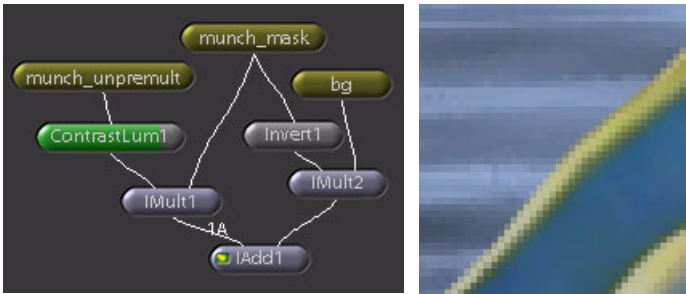 munch_mask
munch_unpremult
bg
ContrastLum1
Invert1
IMult2
IMult1
1A
IAdd1